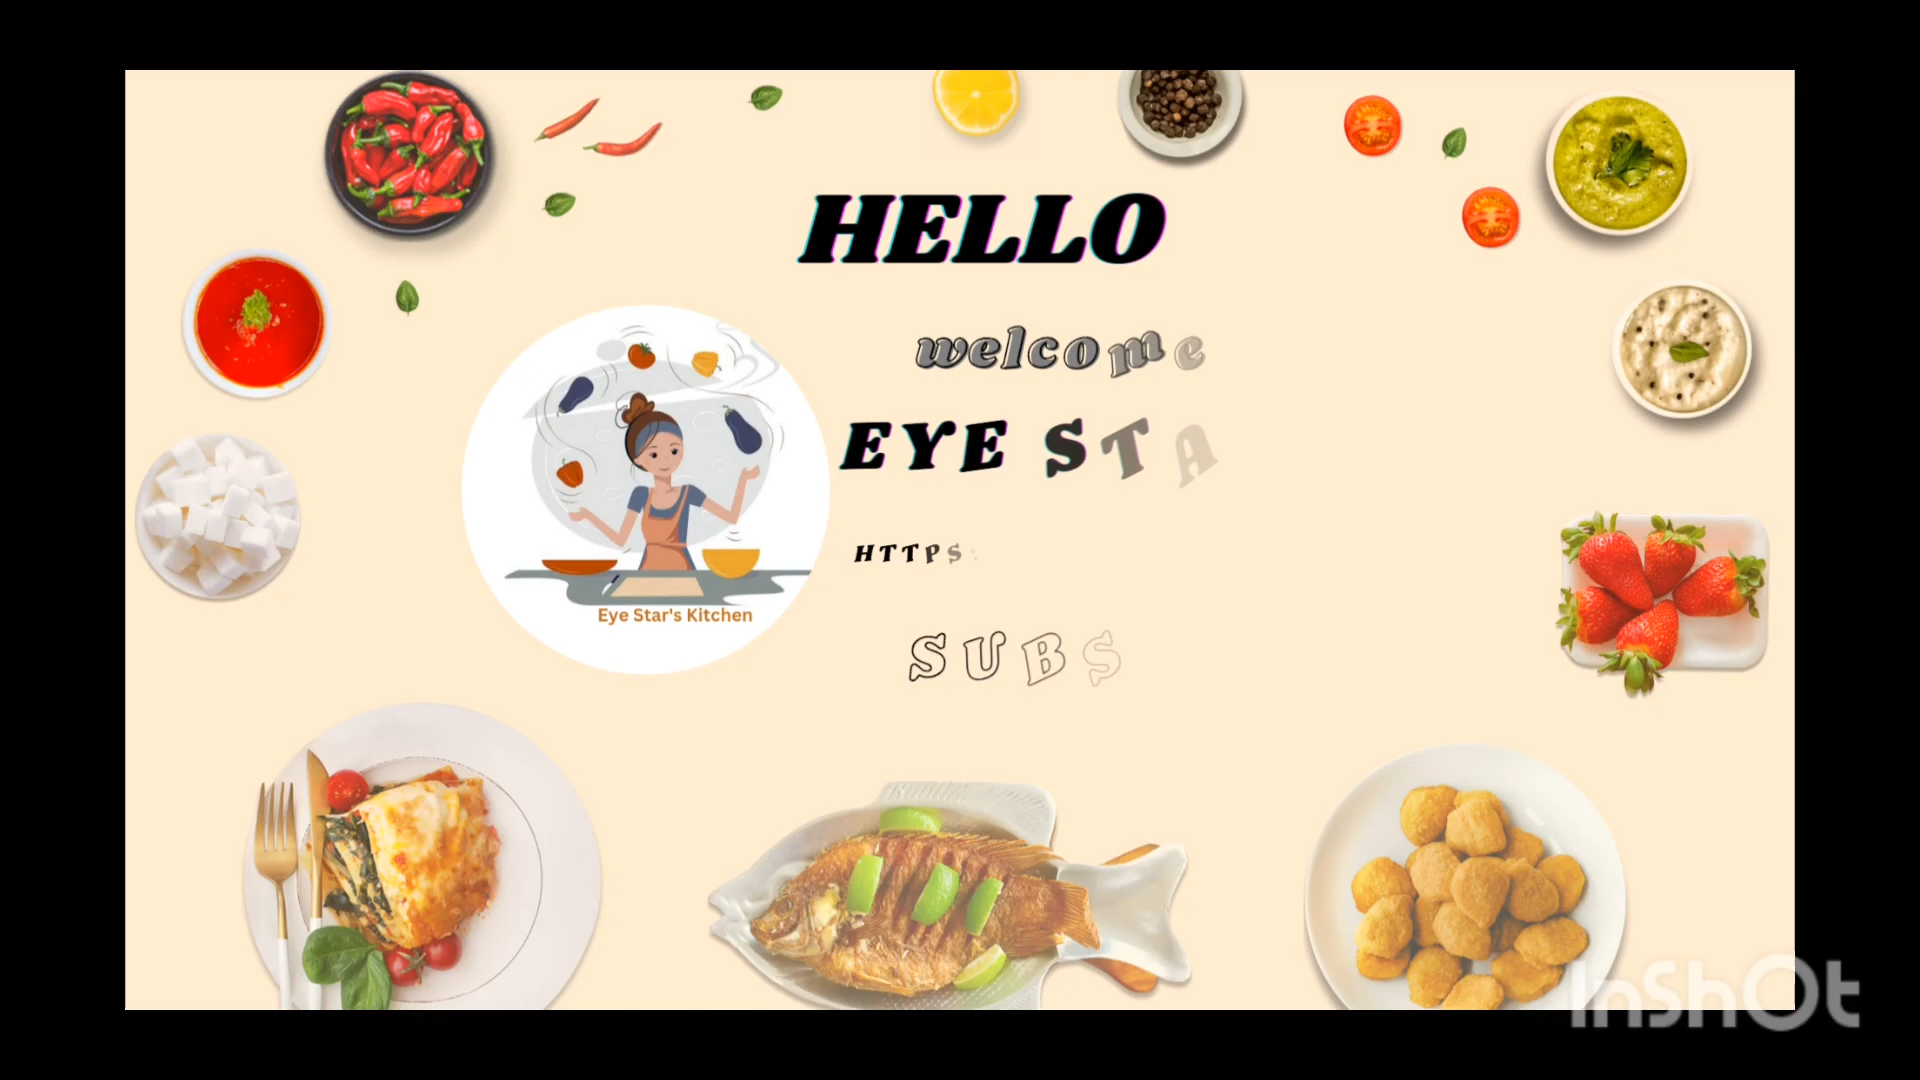 HELLO
welcome
EYE STA
HTTPS:
SUBS
Eye Star's Kitchen
InShOt